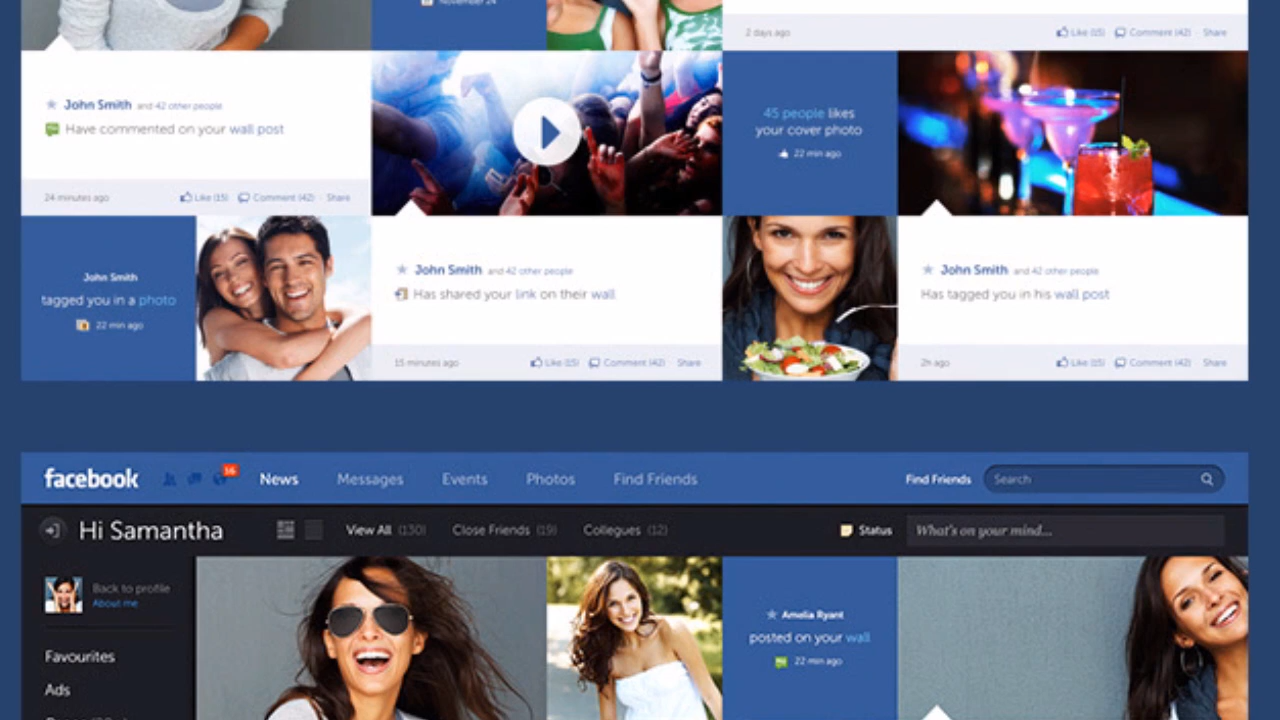 November 24
2 days ago
Like (15) Comment (42) Share
John Smith and 42 other people
Have commented on your wall post
24 minutes ago
Like (15) Comment (42) Share
45 people likes
your cover photo
22 min ago
John Smith
tagged you in a photo
22 min ago
John Smith and 42 other people
Has shared your link on their wall
15 minutes ago
Like (15) Comment (42) Share
John Smith and 42 other people
Has tagged you in his wall post
2h ago
Like (15) Comment (42) Share
facebook 16 News Messages Events Photos Find Friends Find Friends Search
Hi Samantha View All (130) Close Friends (19) Collegues (12) Status What's on your mind...
Back to profile
About me
Favourites
Ads
Amelia Ryant
posted on your wall
22 min ago